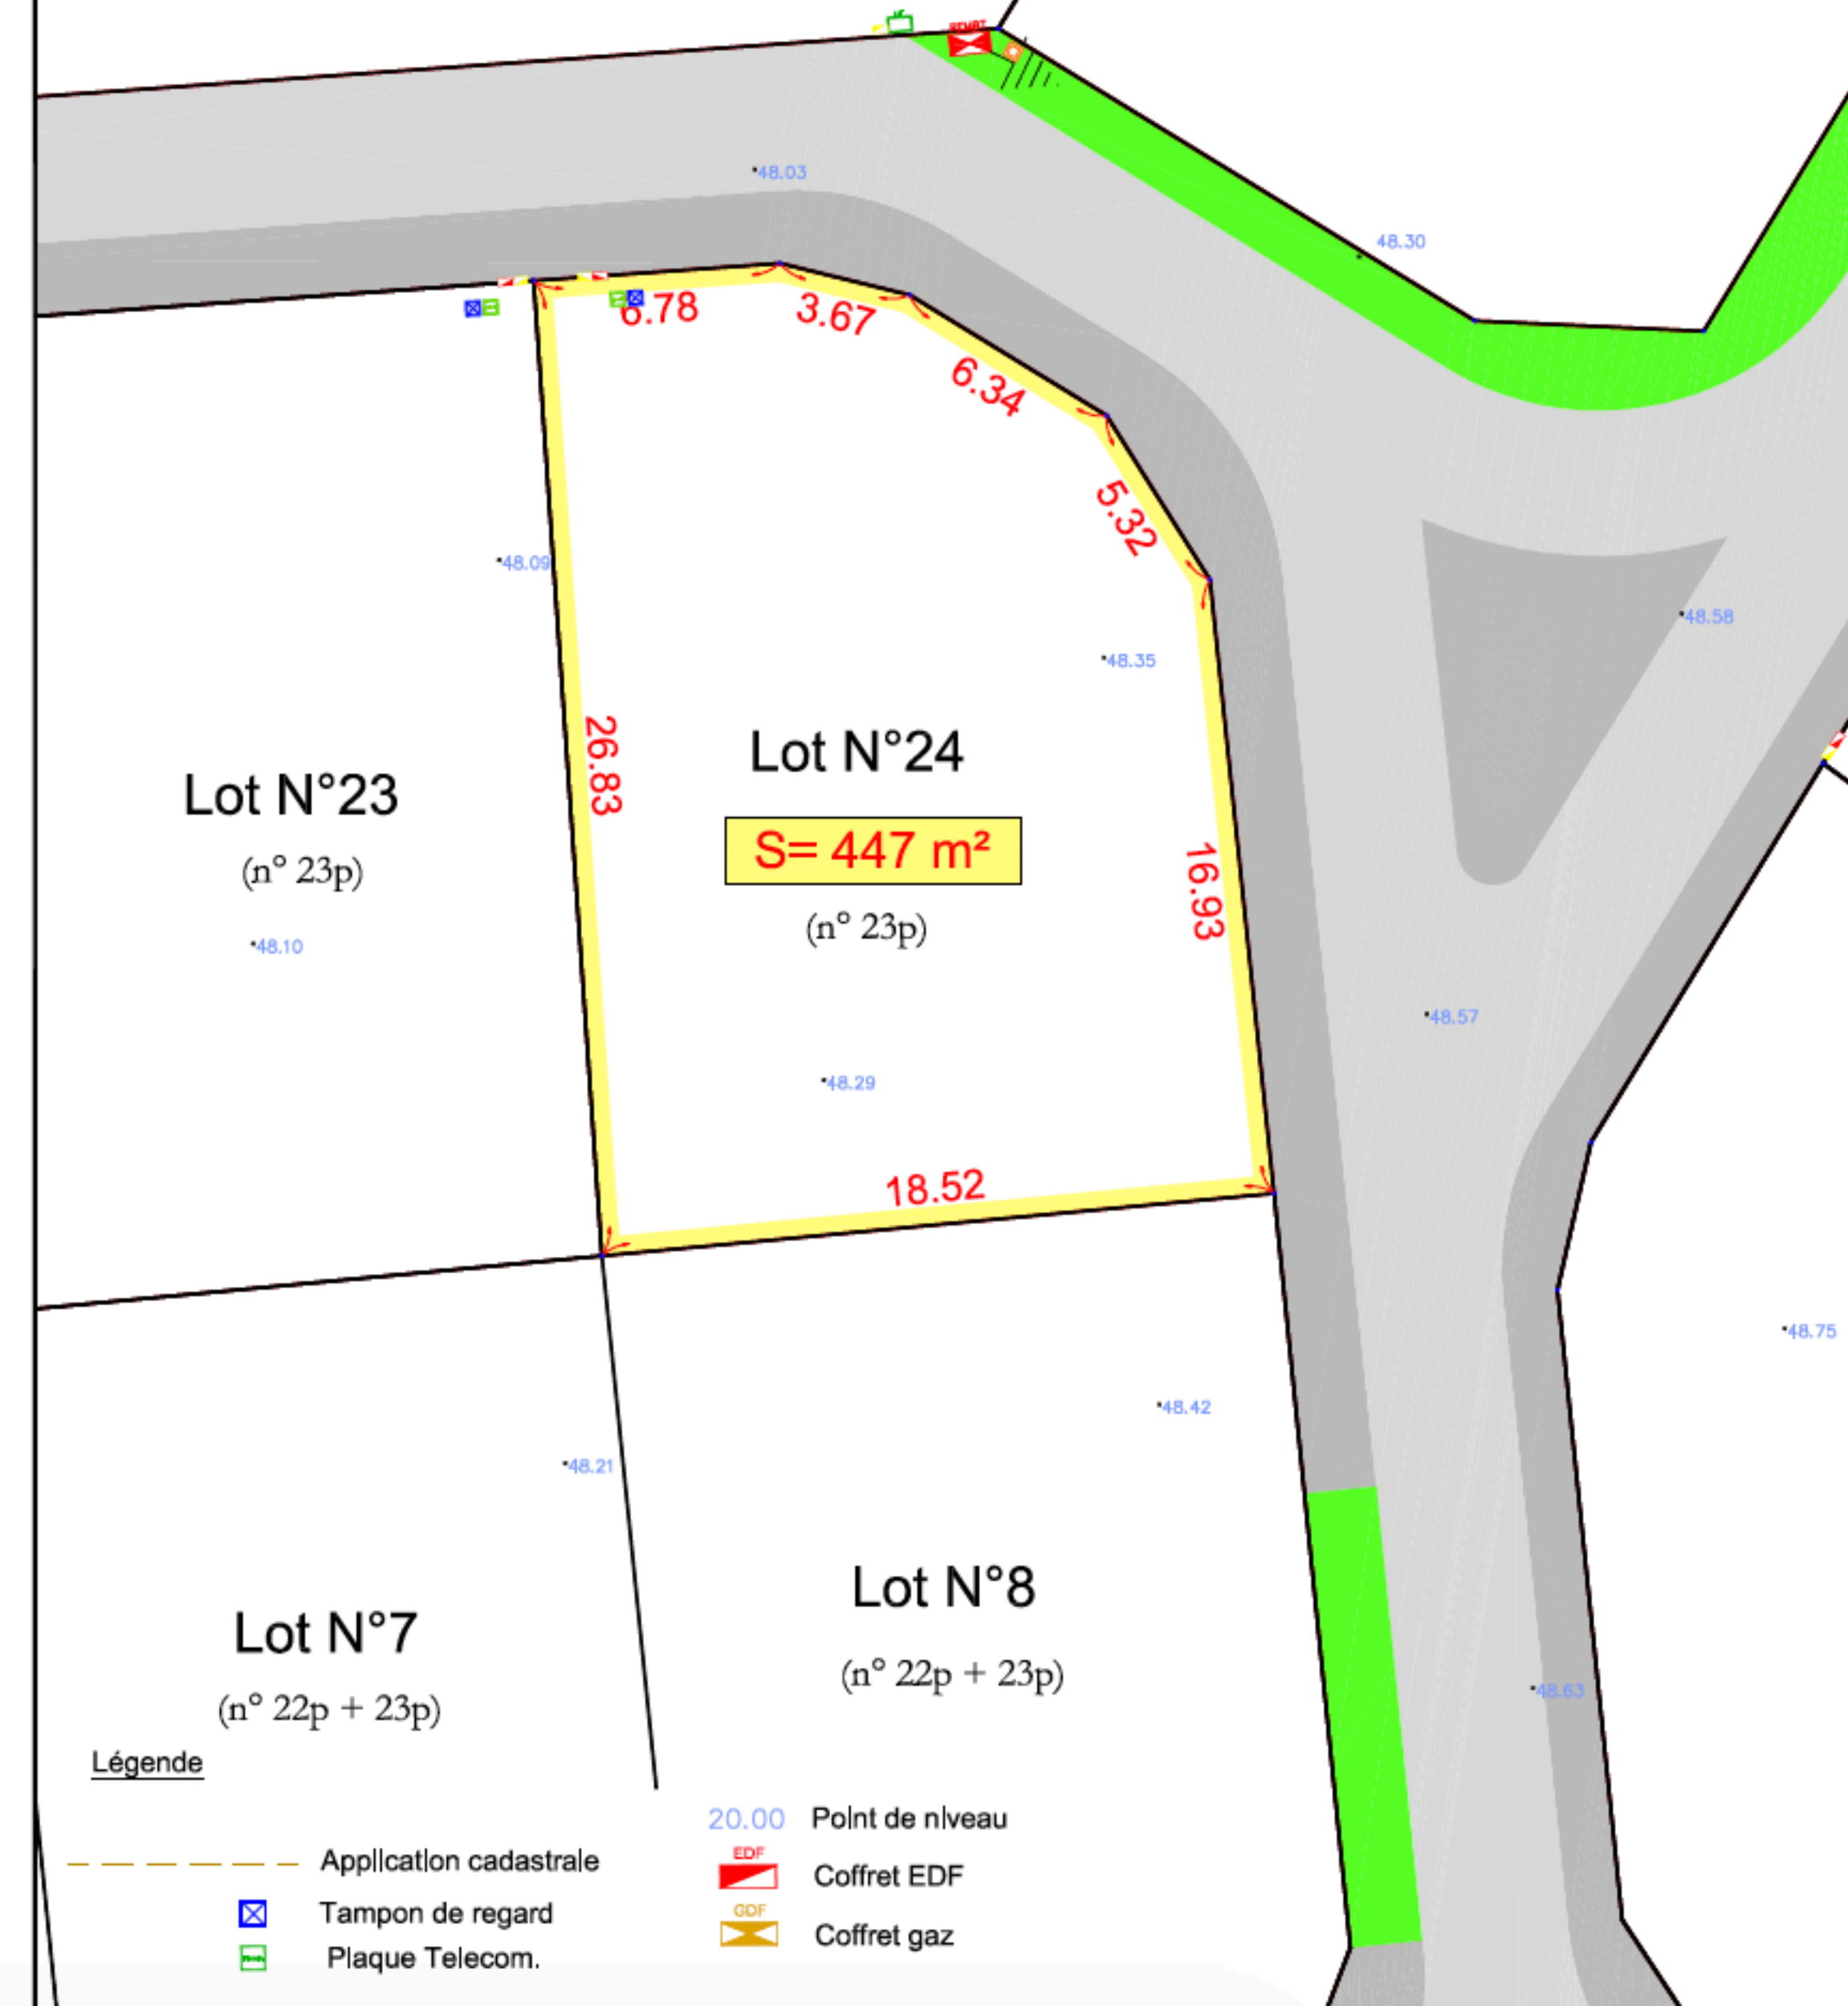 REMBT
48.03
48.30
6.78
3.67
6.34
5.32
48.09
48.58
48.35
26.83
Lot N°24
Lot N°23
S= 447 m²
(n° 23p)
16.93
(n° 23p)
48.10
48.57
48.29
18.52
48.75
48.42
48.21
Lot N°8
Lot N°7
(n° 22p + 23p)
48.63
(n° 22p + 23p)
Légende
20.00 Point de niveau
Application cadastrale
EDF
Coffret EDF
Tampon de regard
GDF
Coffret gaz
Plaque Telecom.